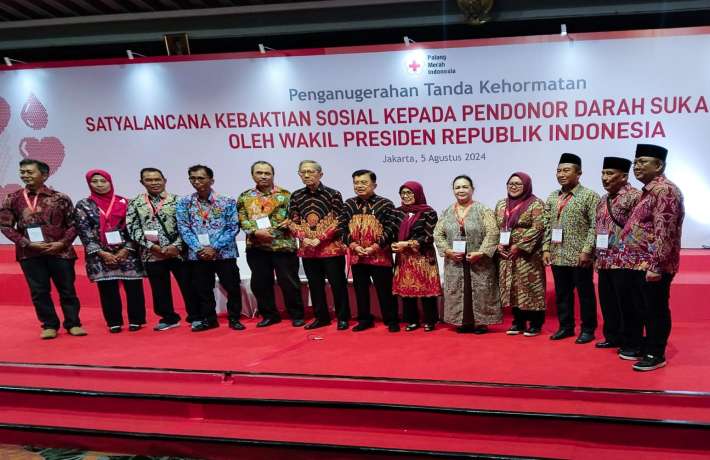 Palang
Merah
Indonesia
Penganugerahan Tanda Kehormatan
SATYALANCANA KEBAKTIAN SOSIAL KEPADA PENDONOR DARAH SUKA
OLEH WAKIL PRESIDEN REPUBLIK INDONESIA
Jakarta, 5 Agustus 2024